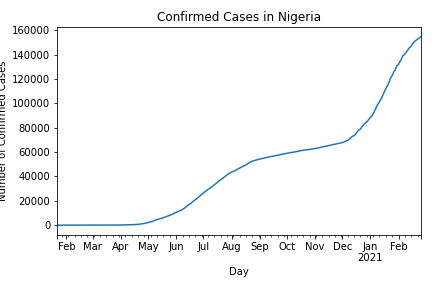 Confirmed Cases in Nigeria
160000
140000
120000
100000
80000
60000
40000
20000
0
Number of Confirmed Cases
Feb Mar Apr May Jun Jul Aug Sep Oct Nov Dec Jan Feb
2021
Day